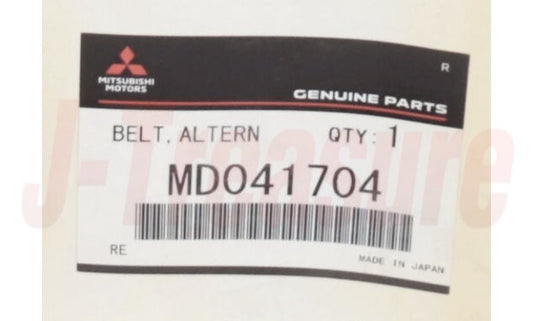 R
MITSUBISHI
MOTORS
GENUINE PARTS
BELT, ALTERN QTY: 1
MD041704
RE
MADE IN JAPAN
J-Treasure